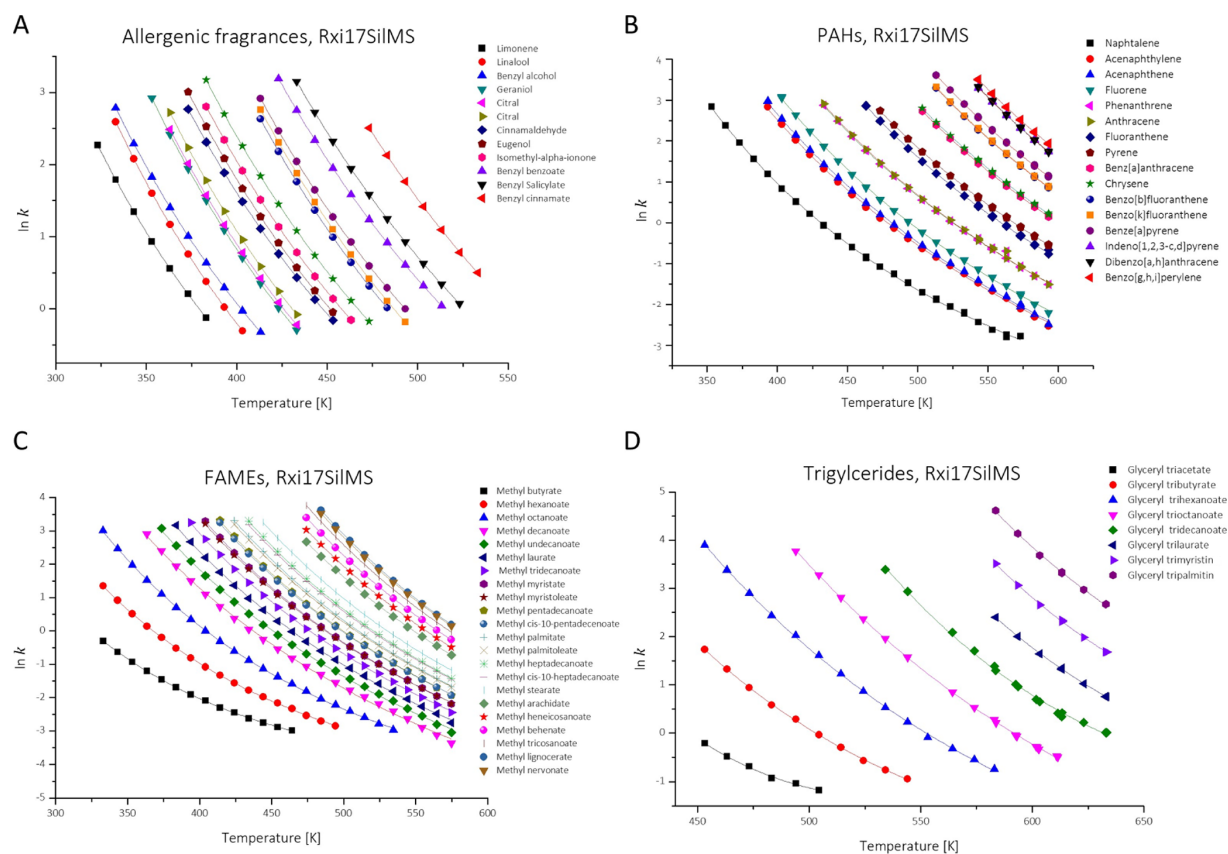 A
Allergenic fragrances, Rxi17SilMS
Limonene
Linalool
Benzyl alcohol
Geraniol
Citral
Citral
Cinnamaldehyde
Eugenol
Isomethyl-alpha-ionone
Benzyl benzoate
Benzyl Salicylate
Benzyl cinnamate
ln k
3
2
1
0
300 350 400 450 500 550
Temperature [K]
B
PAHs, Rxi17SilMS
Naphtalene
Acenaphthylene
Acenaphthene
Fluorene
Phenanthrene
Anthracene
Fluoranthene
Pyrene
Benz[a]anthracene
Chrysene
Benzo[b]fluoranthene
Benzo[k]fluoranthene
Benze[a]pyrene
Indeno[1,2,3-c,d]pyrene
Dibenzo[a,h]anthracene
Benzo[g,h,i]perylene
ln k
4
3
2
1
0
-1
-2
-3
350 400 450 500 550 600
Temperature [K]
C
FAMEs, Rxi17SilMS
Methyl butyrate
Methyl hexanoate
Methyl octanoate
Methyl decanoate
Methyl undecanoate
Methyl laurate
Methyl tridecanoate
Methyl myristate
Methyl myristoleate
Methyl pentadecanoate
Methyl cis-10-pentadecenoate
Methyl palmitate
Methyl palmitoleate
Methyl heptadecanoate
Methyl cis-10-heptadecanoate
Methyl stearate
Methyl arachidate
Methyl heneicosanoate
Methyl behenate
Methyl tricosanoate
Methyl lignocerate
Methyl nervonate
ln k
4
3
2
1
0
-1
-2
-3
-4
-5
300 350 400 450 500 550 600
Temperature [K]
D
Trigylcerides, Rxi17SilMS
Glyceryl triacetate
Glyceryl tributyrate
Glyceryl trihexanoate
Glyceryl trioctanoate
Glyceryl tridecanoate
Glyceryl trilaurate
Glyceryl trimyristin
Glyceryl tripalmitin
ln k
5
4
3
2
1
0
-1
450 500 550 600 650
Temperature [K]